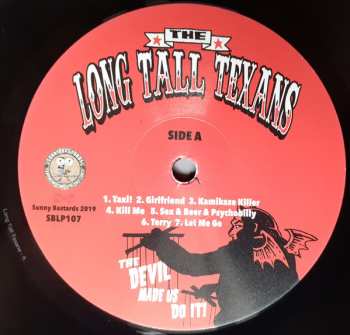 THE
LONG TALL TEXANS
SIDE A
1. Taxi! 2. Girlfriend 3. Kamikaze Killer
4. Kill Me 5. Sex & Beer & Psychobilly
6. Terry 7. Let Me Go
Sunny Bastards 2019
SBLP107
THE
DEVIL
MADE US
DO IT!